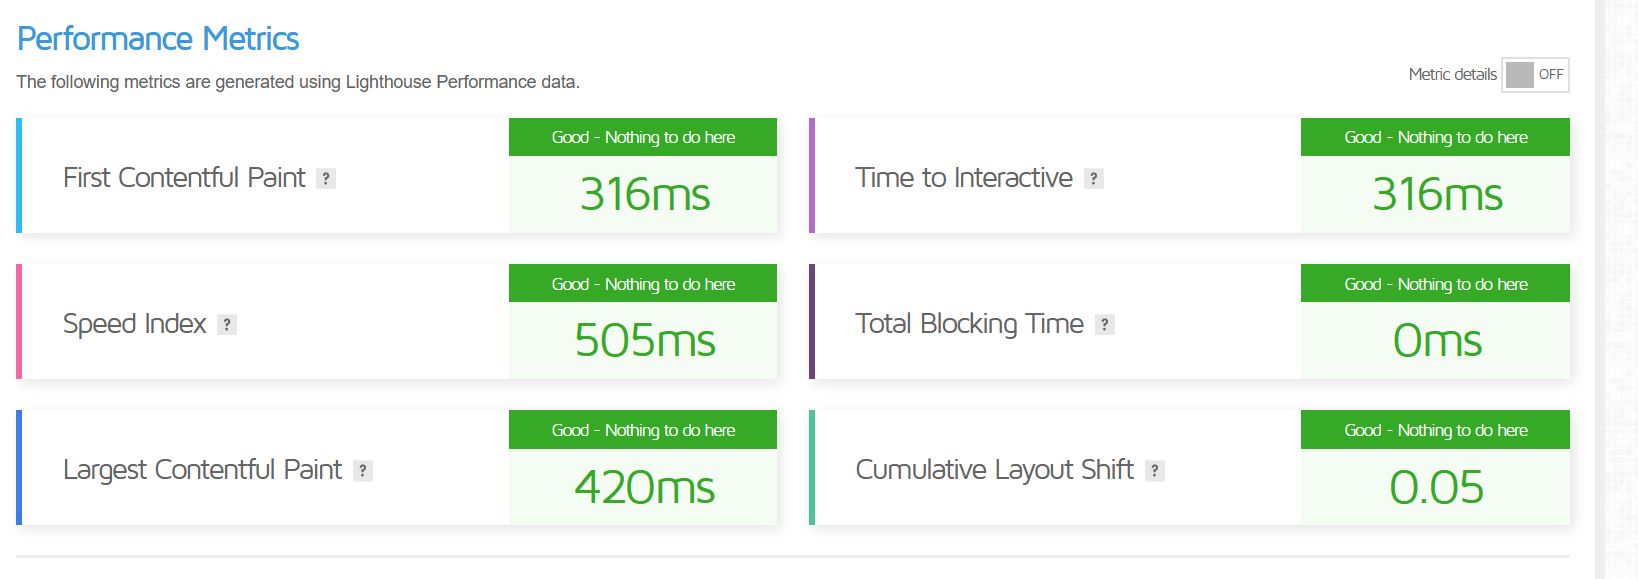 Performance Metrics
The following metrics are generated using Lighthouse Performance data.
Metric details OFF
Good - Nothing to do here
First Contentful Paint ?
316ms
Good - Nothing to do here
Time to Interactive ?
316ms
Good - Nothing to do here
Speed Index ?
505ms
Good - Nothing to do here
Total Blocking Time ?
0ms
Good - Nothing to do here
Largest Contentful Paint ?
420ms
Good - Nothing to do here
Cumulative Layout Shift ?
0.05